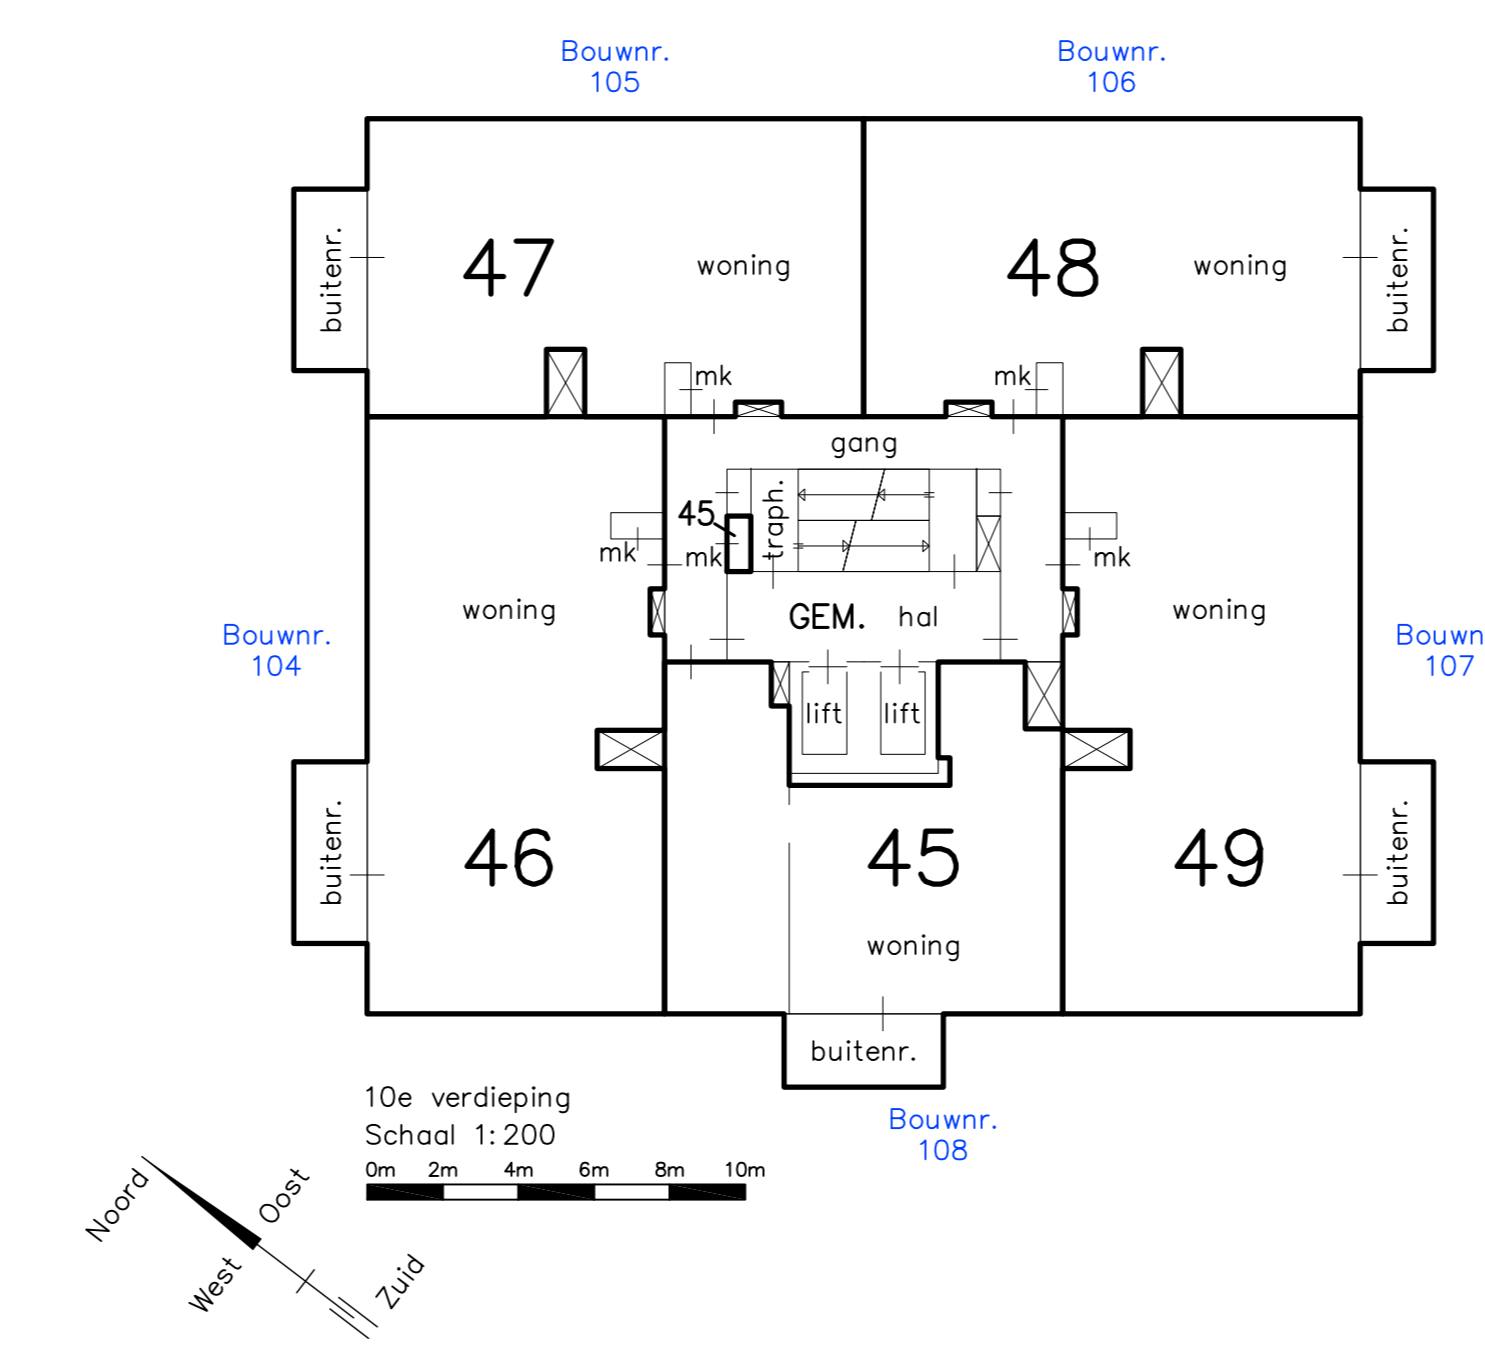 Bouwnr.
105
Bouwnr.
106
buitenr.
47
woning
48
woning
buitenr.
mk
mk
gang
45
traph.
mk
mk
mk
woning
GEM. hal
woning
Bouwnr.
104
Bouwn
107
lift
lift
buitenr.
46
45
49
buitenr.
woning
buitenr.
10e verdieping
Schaal 1:200
Bouwnr.
108
0m 2m 4m 6m 8m 10m
Noord
Oost
West
Zuid